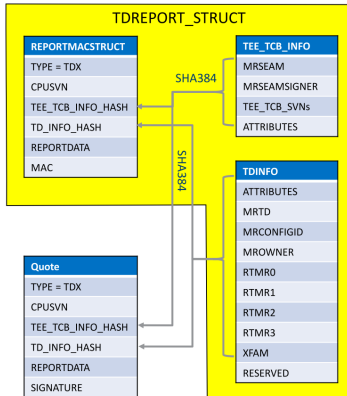 TDREPORT_STRUCT
REPORTMACSTRUCT
TYPE = TDX
CPUSVN
TEE_TCB_INFO_HASH
TD_INFO_HASH
REPORTDATA
MAC
SHA384
SHA384
TEE_TCB_INFO
MRSEAM
MRSEAMSIGNER
TEE_TCB_SVNs
ATTRIBUTES
TDINFO
ATTRIBUTES
MRTD
MRCONFIGID
MROWNER
RTMR0
RTMR1
RTMR2
RTMR3
XFAM
RESERVED
Quote
TYPE = TDX
CPUSVN
TEE_TCB_INFO_HASH
TD_INFO_HASH
REPORTDATA
SIGNATURE